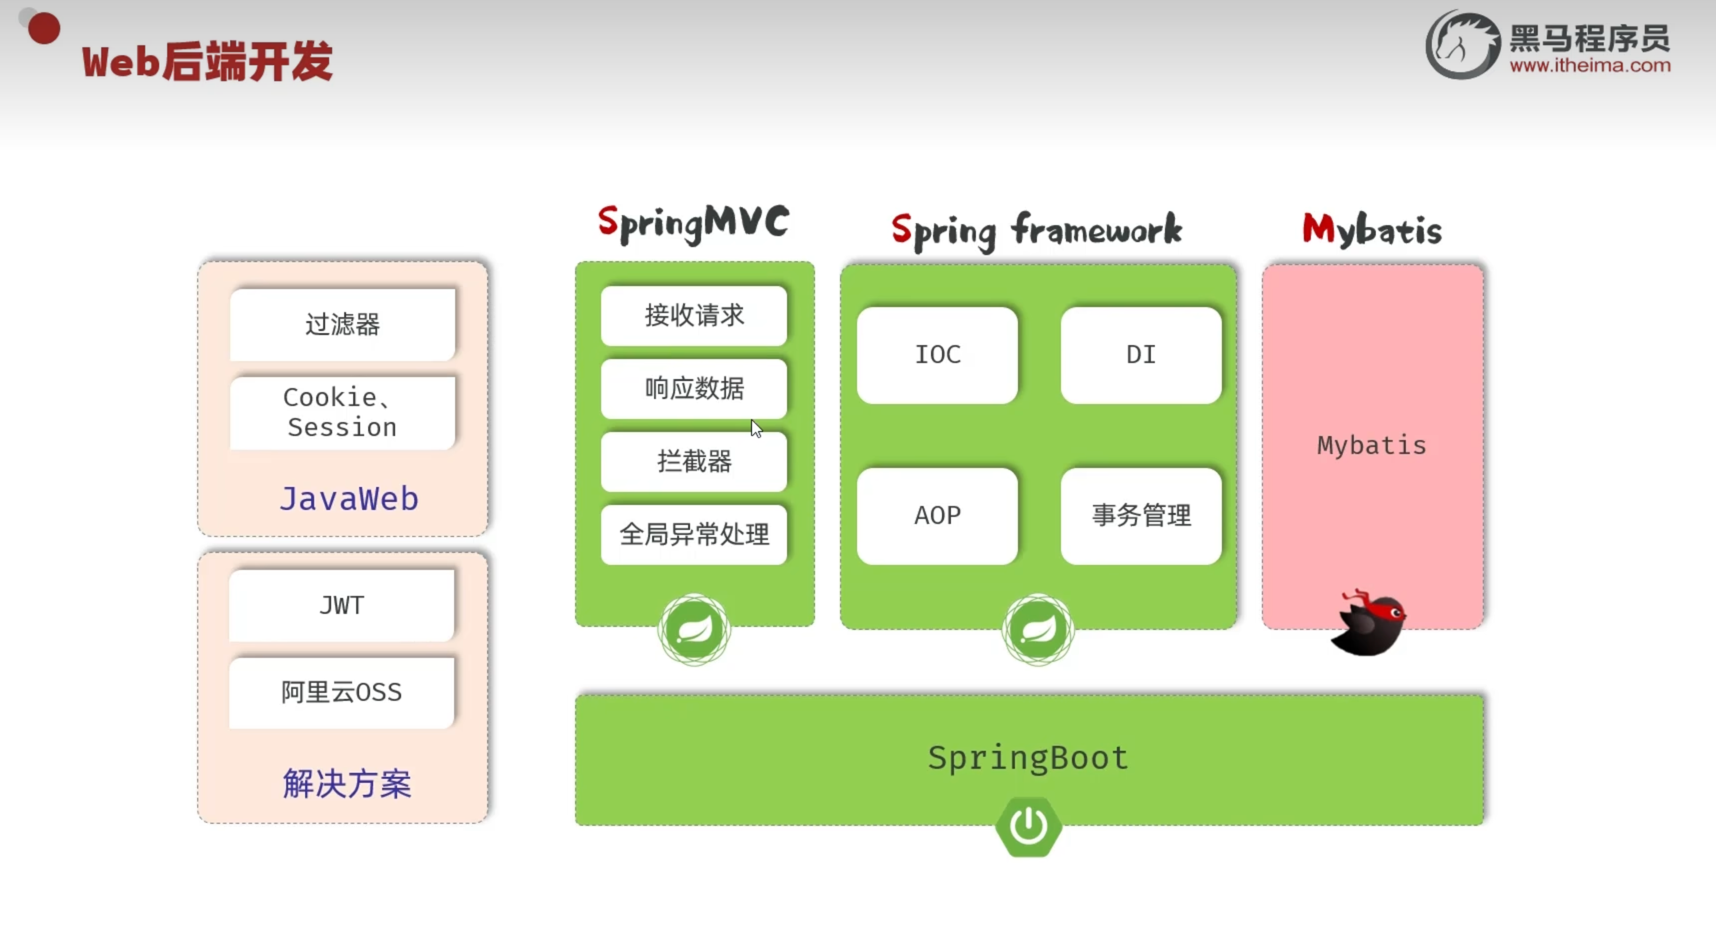 Web后端开发
黑马程序员
www.itheima.com
过滤器
Cookie、
Session
JavaWeb
JWT
阿里云OSS
解决方案
SpringMVC
接收请求
响应数据
拦截器
全局异常处理
Spring framework
IOC
DI
AOP
事务管理
Mybatis
Mybatis
SpringBoot